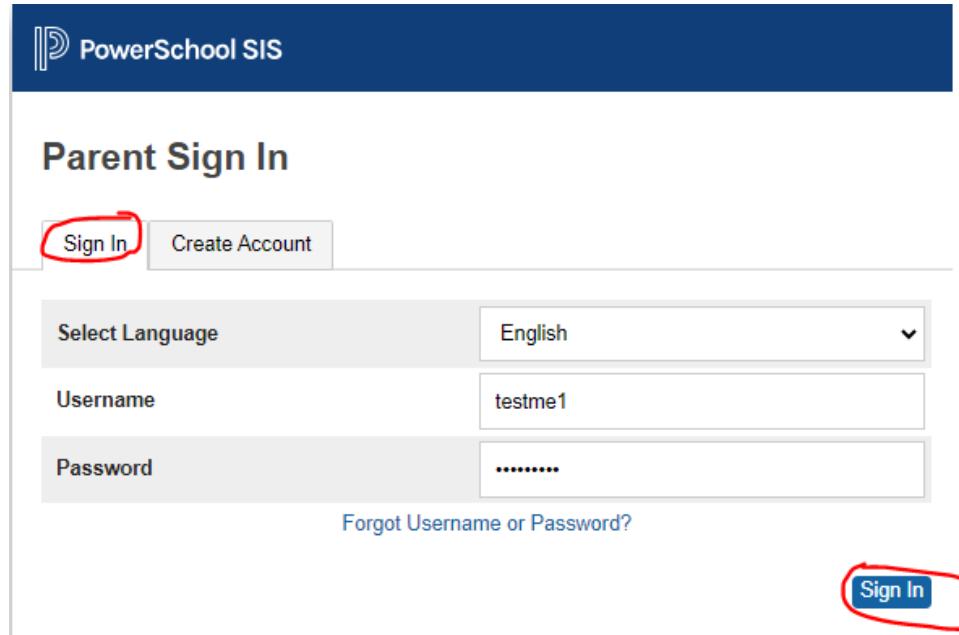 PowerSchool SIS
Parent Sign In
Sign In Create Account
Select Language English
Username testme1
Password •••••••••
Forgot Username or Password?
Sign In